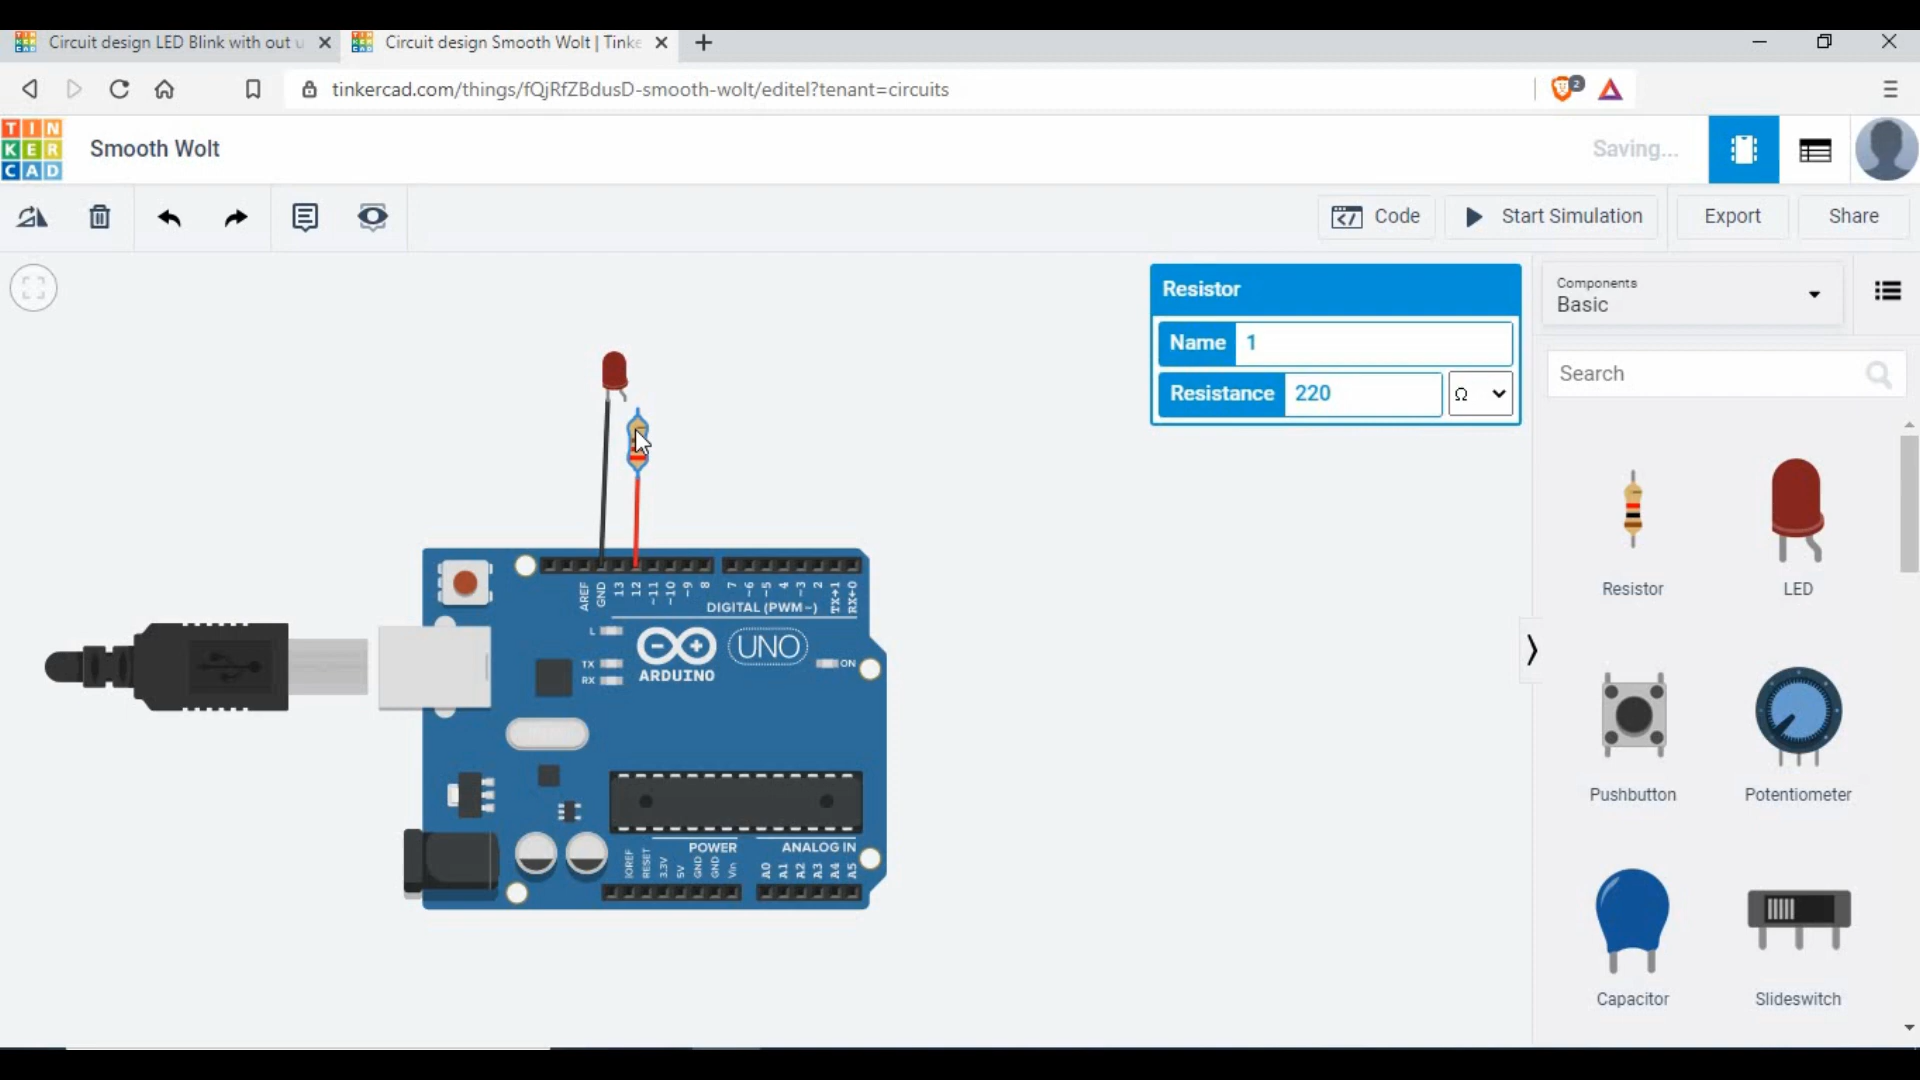 Circuit design LED Blink with out u
Circuit design Smooth Wolt | Tinke
tinkercad.com/things/fQjRfZBdusD-smooth-wolt/editel?tenant=circuits
2
TIN
KER
CAD
Smooth Wolt
Saving...
Code
Start Simulation
Export
Share
Resistor
Name 1
Resistance 220 Ω
Components
Basic
Search
Resistor
LED
Pushbutton
Potentiometer
Capacitor
Slideswitch
AREF GND 13 12 ~11 ~10 ~9 8 7 ~6 ~5 4 ~3 2 TX→1 RX←0
DIGITAL (PWM~)
L
TX
RX
UNO
ON
ARDUINO
POWER
ANALOG IN
IOREF RESET 3.3V 5V GND GND Vin A0 A1 A2 A3 A4 A5